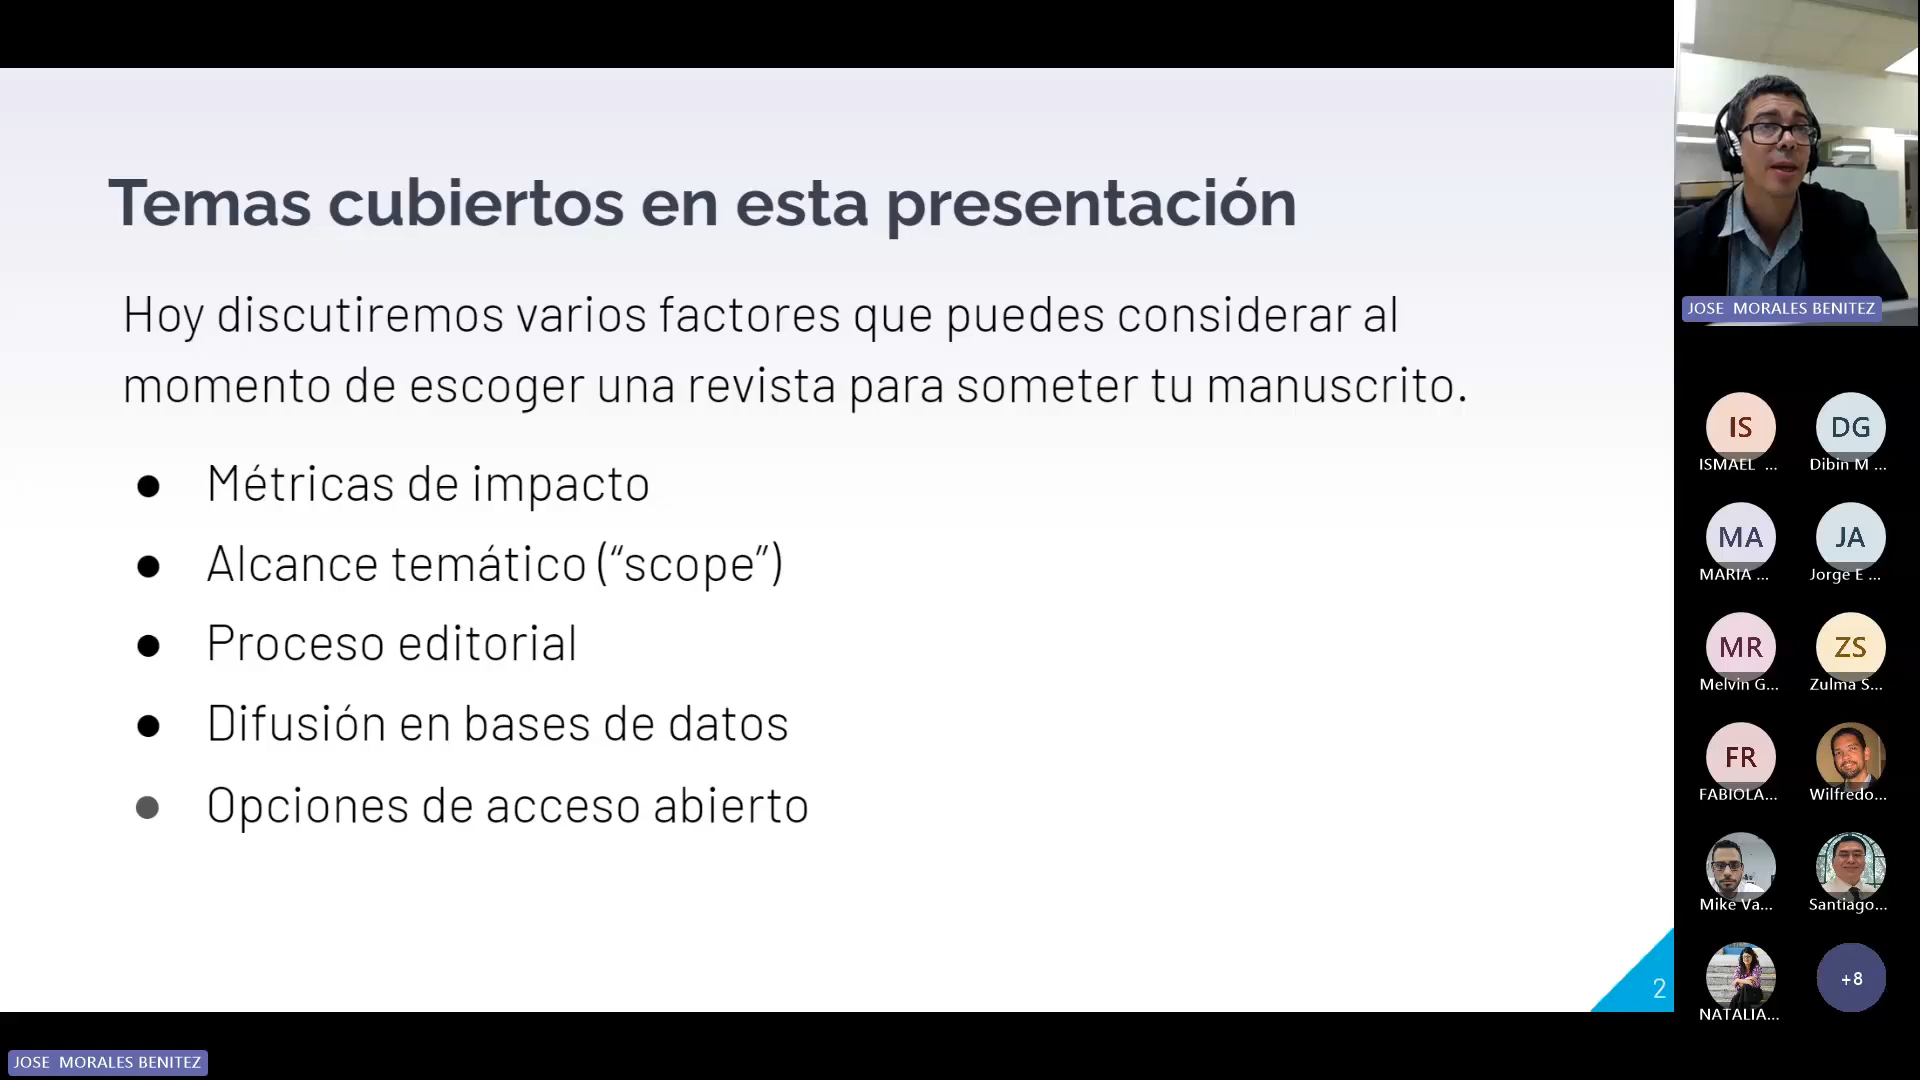 Temas cubiertos en esta presentación
Hoy discutiremos varios factores que puedes considerar al
momento de escoger una revista para someter tu manuscrito.
● Métricas de impacto
● Alcance temático (“scope”)
● Proceso editorial
● Difusión en bases de datos
● Opciones de acceso abierto
2
JOSE MORALES BENITEZ
IS
ISMAEL ...
DG
Dibin M ...
MA
MARIA ...
JA
Jorge E ...
MR
Melvin G...
ZS
Zulma S...
FR
FABIOLA...
Wilfredo...
Mike Va...
Santiago...
NATALIA...
+8
JOSE MORALES BENITEZ